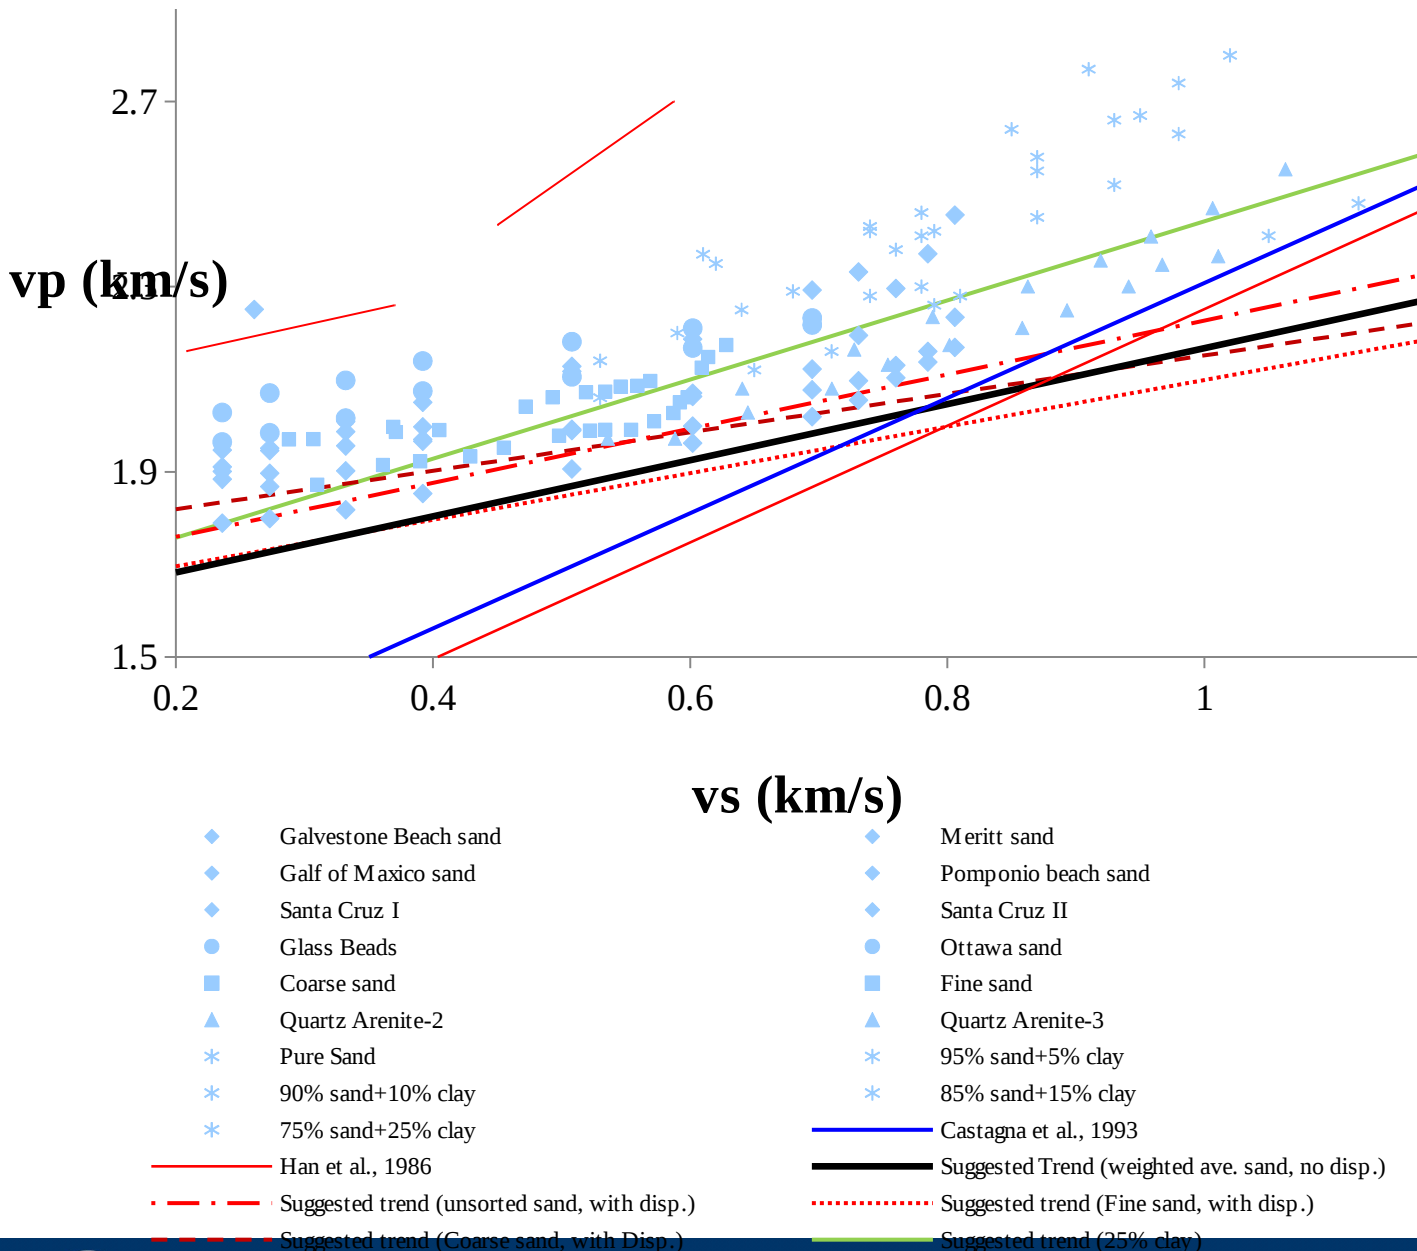 2.7
vp (km/s)
2.3
1.9
1.5
0.2 0.4 0.6 0.8 1
vs (km/s)
Galvestone Beach sand Meritt sand
Galf of Maxico sand Pomponio beach sand
Santa Cruz I Santa Cruz II
Glass Beads Ottawa sand
Coarse sand Fine sand
Quartz Arenite-2 Quartz Arenite-3
Pure Sand 95% sand+5% clay
90% sand+10% clay 85% sand+15% clay
75% sand+25% clay Castagna et al., 1993
Han et al., 1986 Suggested Trend (weighted ave. sand, no disp.)
Suggested trend (unsorted sand, with disp.) Suggested trend (Fine sand, with disp.)
Suggested trend (Coarse sand, with Disp.) Suggested trend (25% clay)